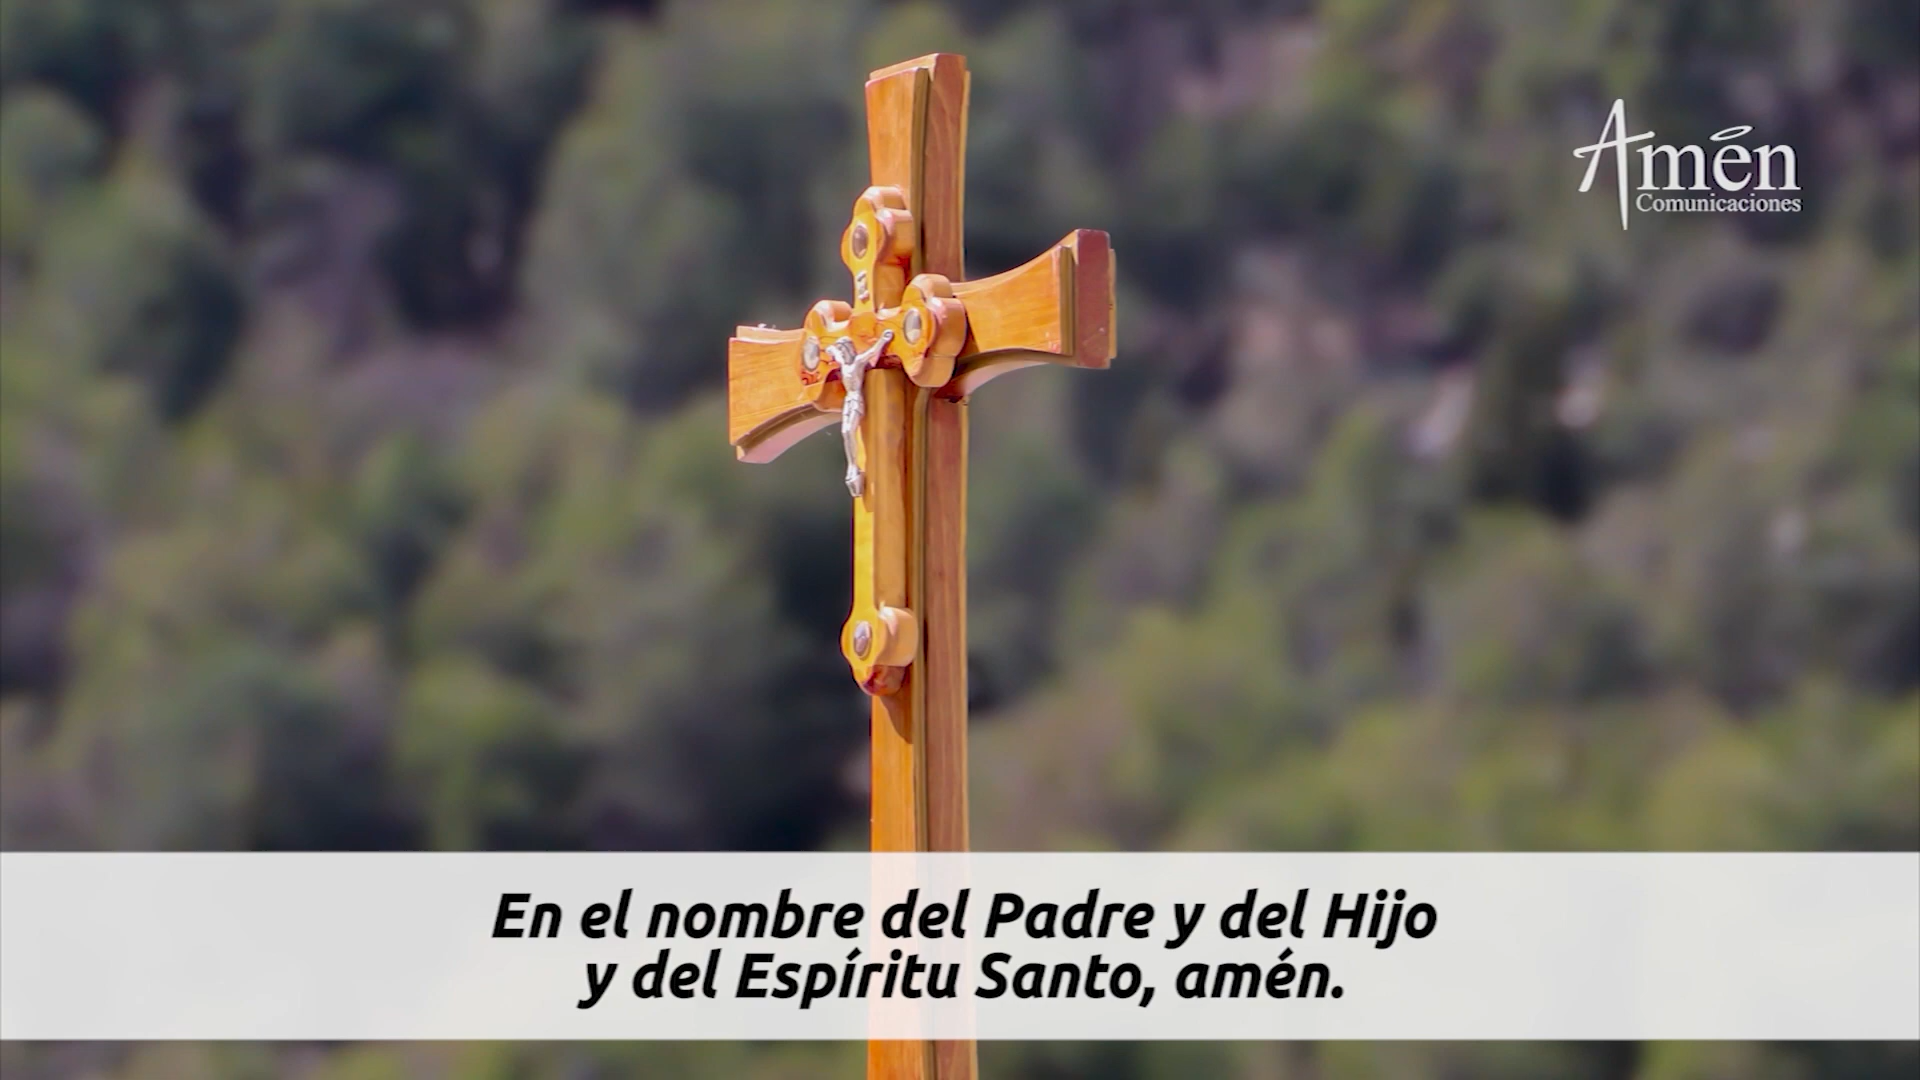 Amén
Comunicaciones
En el nombre del Padre y del Hijo
y del Espíritu Santo, amén.